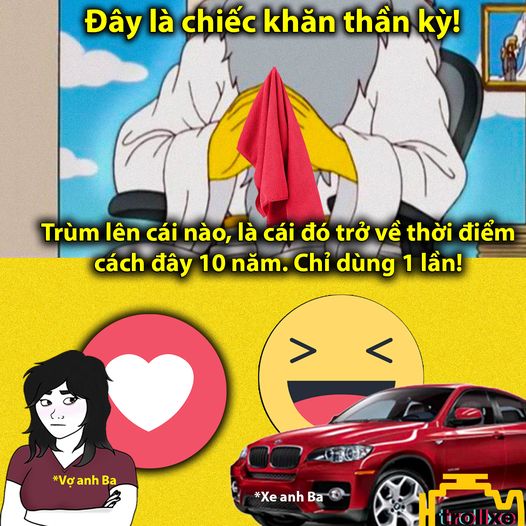 Đây là chiếc khăn thần kỳ!
Trùm lên cái nào, là cái đó trở về thời điểm
cách đây 10 năm. Chỉ dùng 1 lần!
*Vợ anh Ba
*Xe anh Ba
trollxe